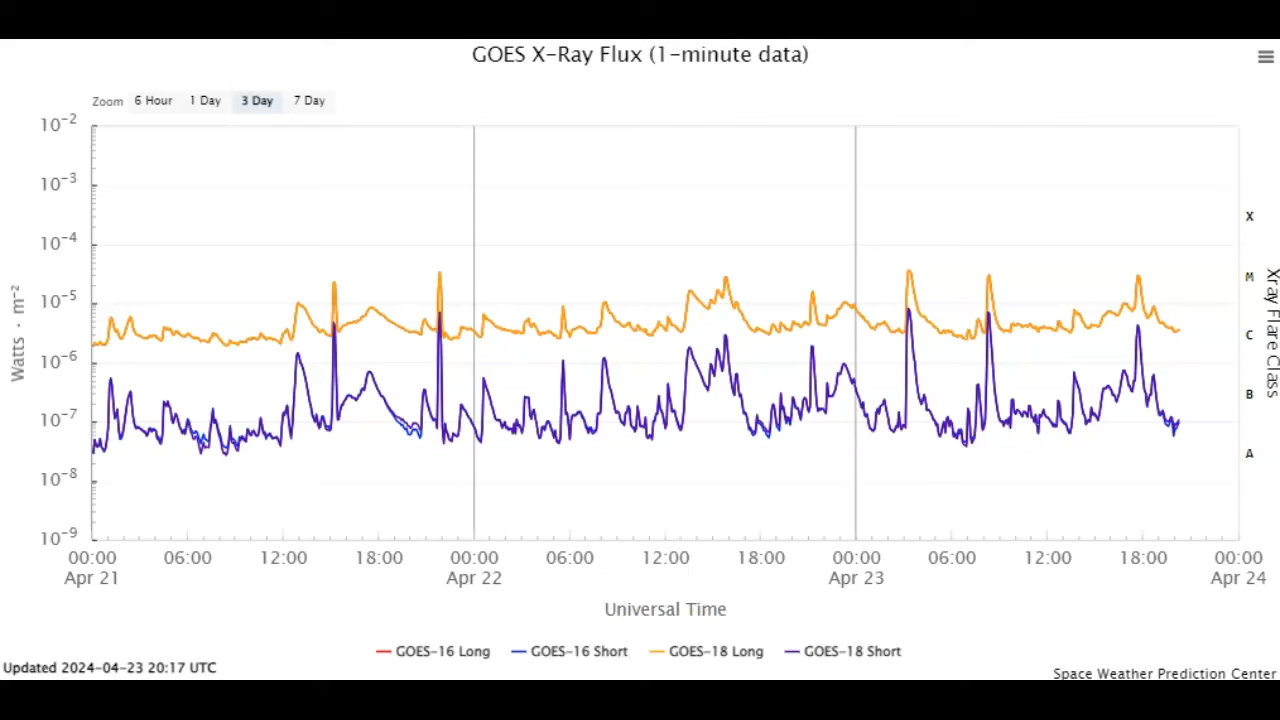 GOES X-Ray Flux (1-minute data)
Zoom 6 Hour 1 Day 3 Day 7 Day
10-2
10-3
10-4
10-5
10-6
10-7
10-8
10-9
Watts · m-2
X
M
C
B
A
Xray Flare Class
00:00 06:00 12:00 18:00 00:00 06:00 12:00 18:00 00:00 06:00 12:00 18:00 00:00
Apr 21 Apr 22 Apr 23 Apr 24
Universal Time
GOES-16 Long GOES-16 Short GOES-18 Long GOES-18 Short
Updated 2024-04-23 20:17 UTC
Space Weather Prediction Center